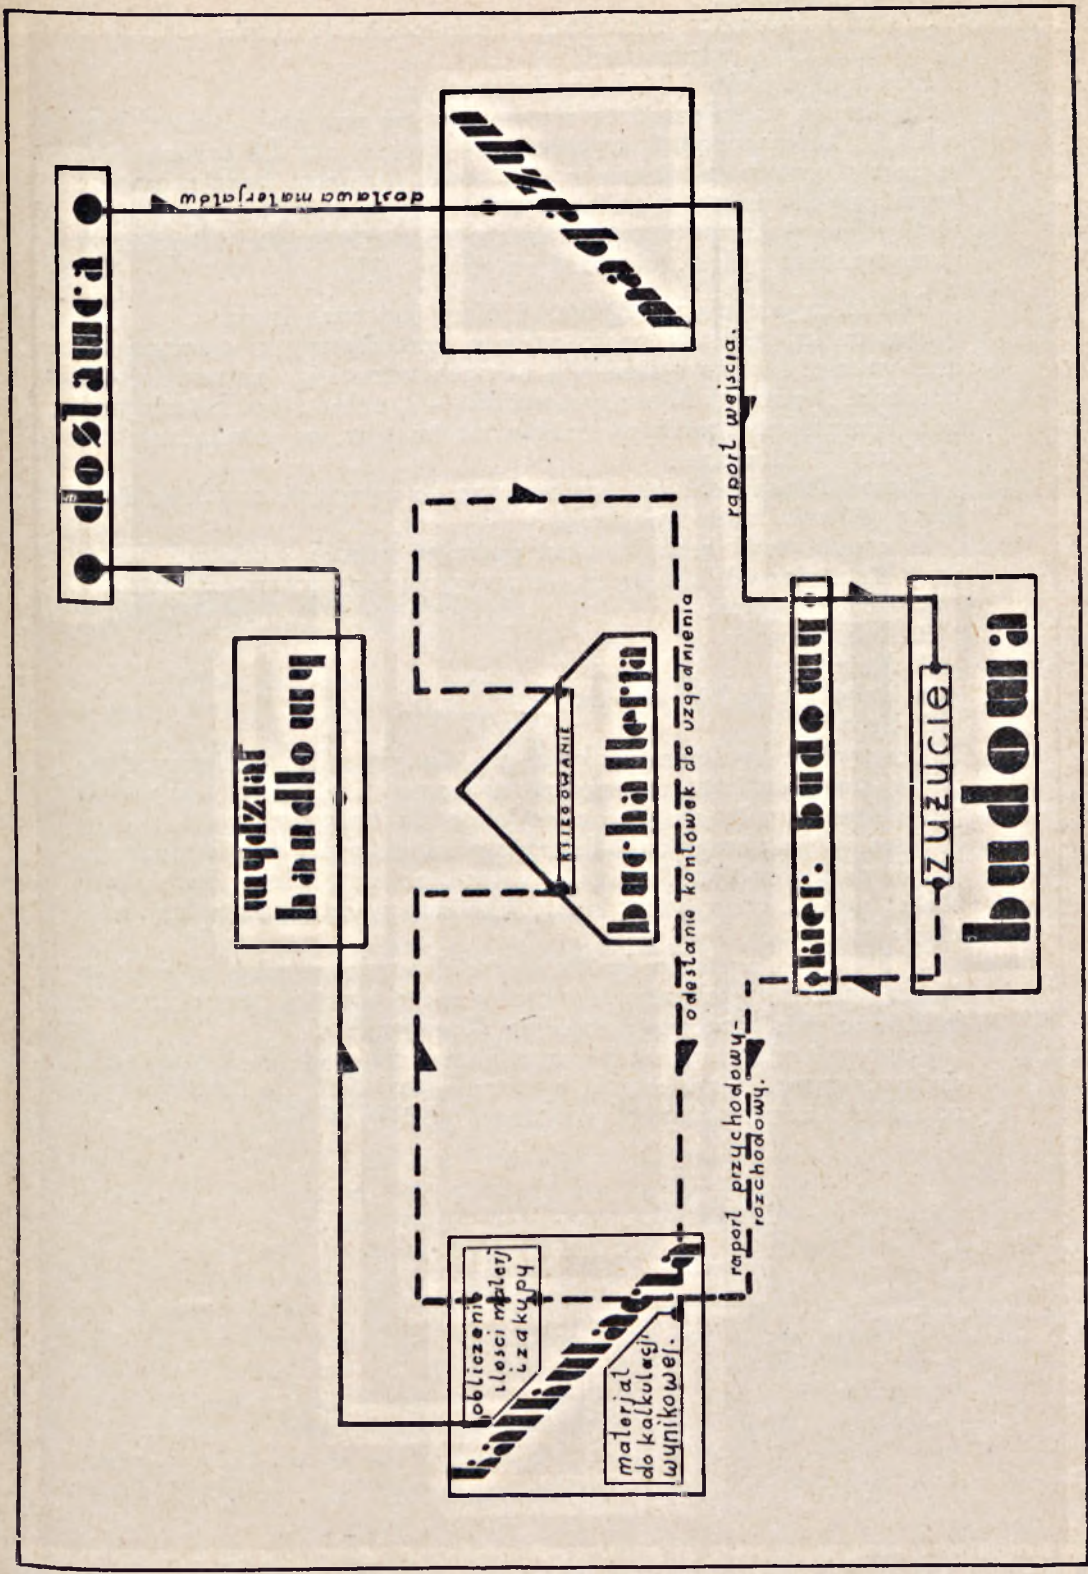 dostawca
dostawa materjałów
wydział
handlowy
obliczenie
ilości materj
i zakupy
kalkulacja
materjał
do kalkulacji
wynikowej.
KSIĘGOWANIE
buchalterja
odesłanie kontówek do uzgodnienia
raport przychodowy-
rozchodowy.
raport wejścia.
kier. budowy
zużycie
budowa